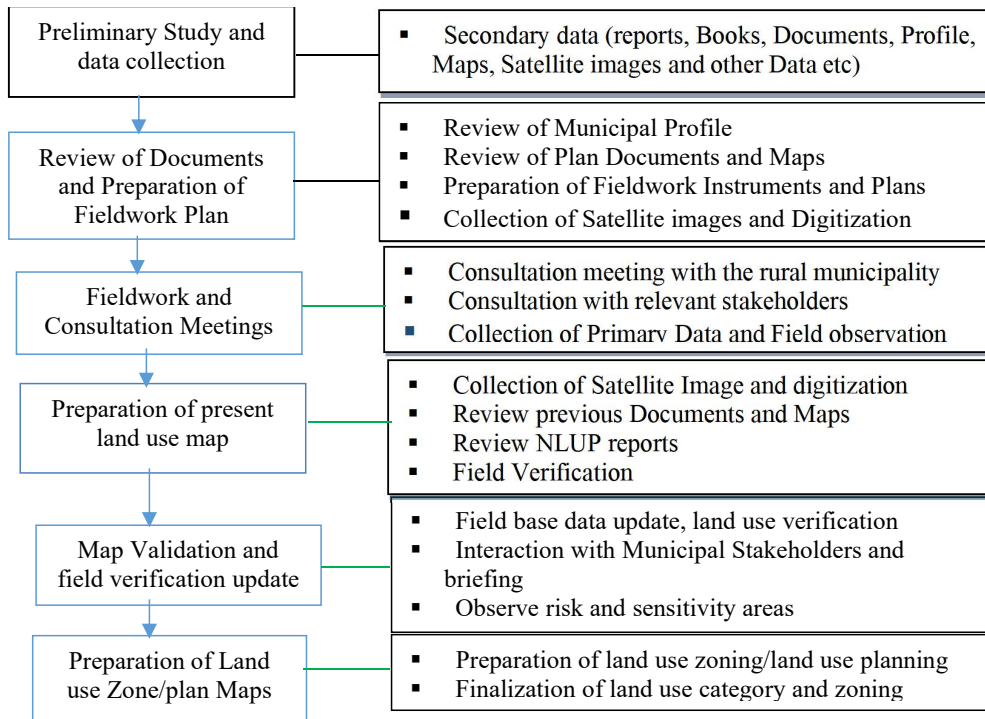 Preliminary Study and
data collection
▪ Secondary data (reports, Books, Documents, Profile,
Maps, Satellite images and other Data etc)
Review of Documents
and Preparation of
Fieldwork Plan
▪ Review of Municipal Profile
▪ Review of Plan Documents and Maps
▪ Preparation of Fieldwork Instruments and Plans
▪ Collection of Satellite images and Digitization
Fieldwork and
Consultation Meetings
▪ Consultation meeting with the rural municipality
▪ Consultation with relevant stakeholders
▪ Collection of Primary Data and Field observation
Preparation of present
land use map
▪ Collection of Satellite Image and digitization
▪ Review previous Documents and Maps
▪ Review NLUP reports
▪ Field Verification
Map Validation and
field verification update
▪ Field base data update, land use verification
▪ Interaction with Municipal Stakeholders and
briefing
▪ Observe risk and sensitivity areas
Preparation of Land
use Zone/plan Maps
▪ Preparation of land use zoning/land use planning
▪ Finalization of land use category and zoning